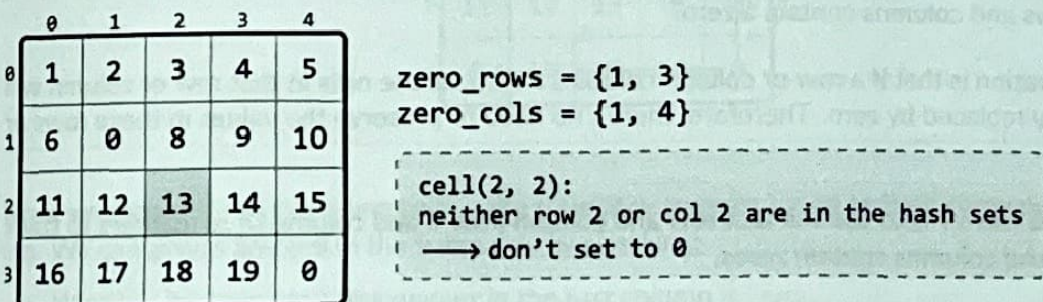 0 1 2 3 4
0 1 2 3 4 5
1 6 0 8 9 10
2 11 12 13 14 15
3 16 17 18 19 0
zero_rows = {1, 3}
zero_cols = {1, 4}
cell(2, 2):
neither row 2 or col 2 are in the hash sets
⟶ don't set to 0